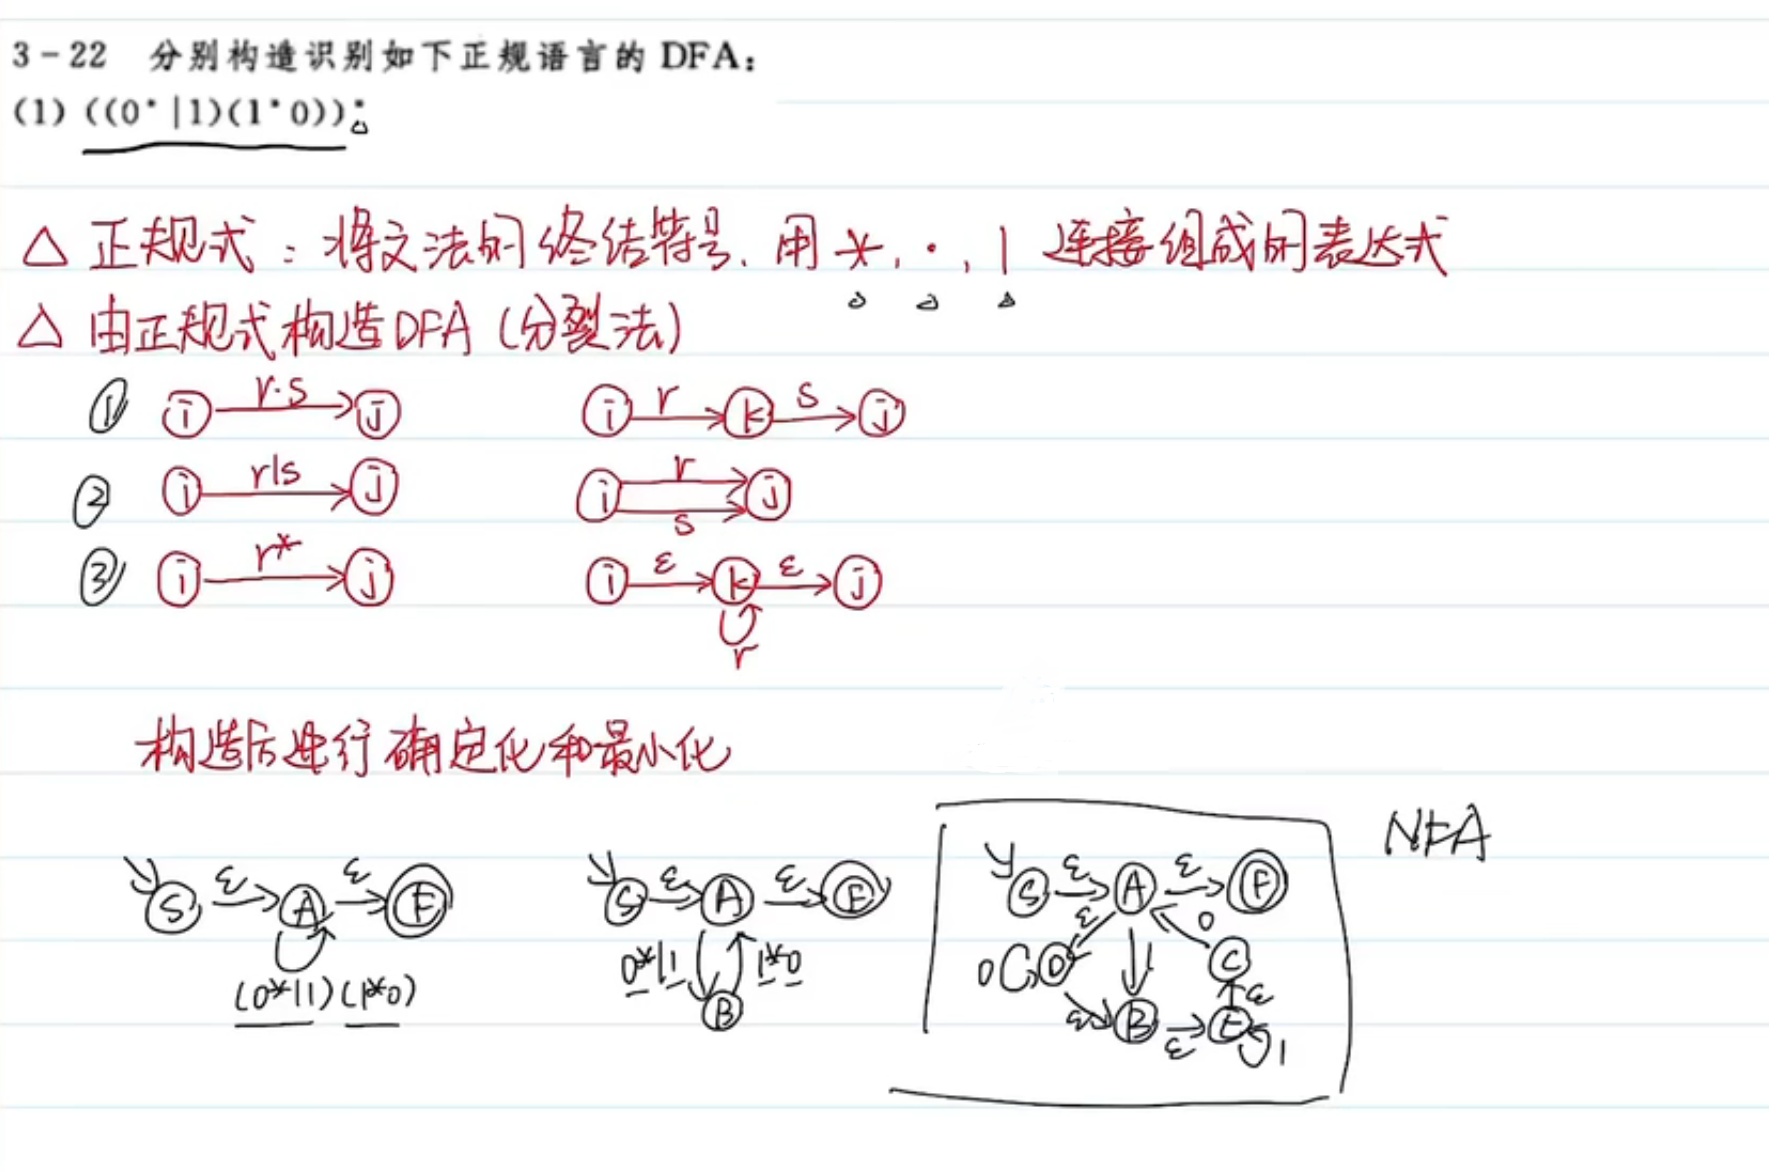 3-22 分别构造识别如下正规语言的 DFA:
(1) ((0*|1)(1*0))*;
△ 正规式:将文法的终结符号、用 *, ·, | 连接组成的表达式
△ 由正规式构造DFA (分裂法)
① i r·s j i r k s j
② i r|s j i r s j
③ i r* j i ε k ε j r
构造后进行确定化和最小化
S ε A ε F (0*|1)(1*0)
S ε A ε F 0*|1 1*0 B
S ε A ε F ε 0 0 D 1 C ε ε B ε E 1
NFA